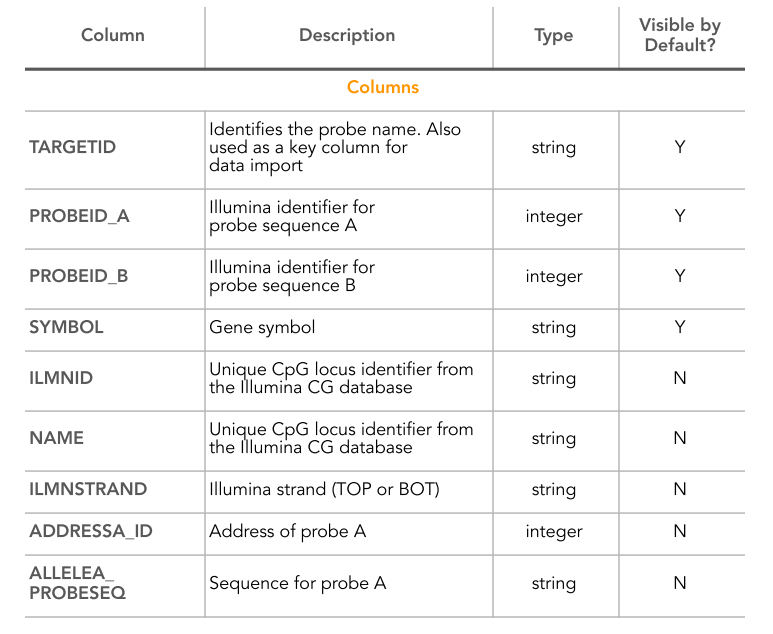 Column Description Type Visible by
Default?
Columns
TARGETID Identifies the probe name. Also
used as a key column for
data import string Y
PROBEID_A Illumina identifier for
probe sequence A integer Y
PROBEID_B Illumina identifier for
probe sequence B integer Y
SYMBOL Gene symbol string Y
ILMNID Unique CpG locus identifier from
the Illumina CG database string N
NAME Unique CpG locus identifier from
the Illumina CG database string N
ILMNSTRAND Illumina strand (TOP or BOT) string N
ADDRESSA_ID Address of probe A integer N
ALLELEA_
PROBESEQ Sequence for probe A string N